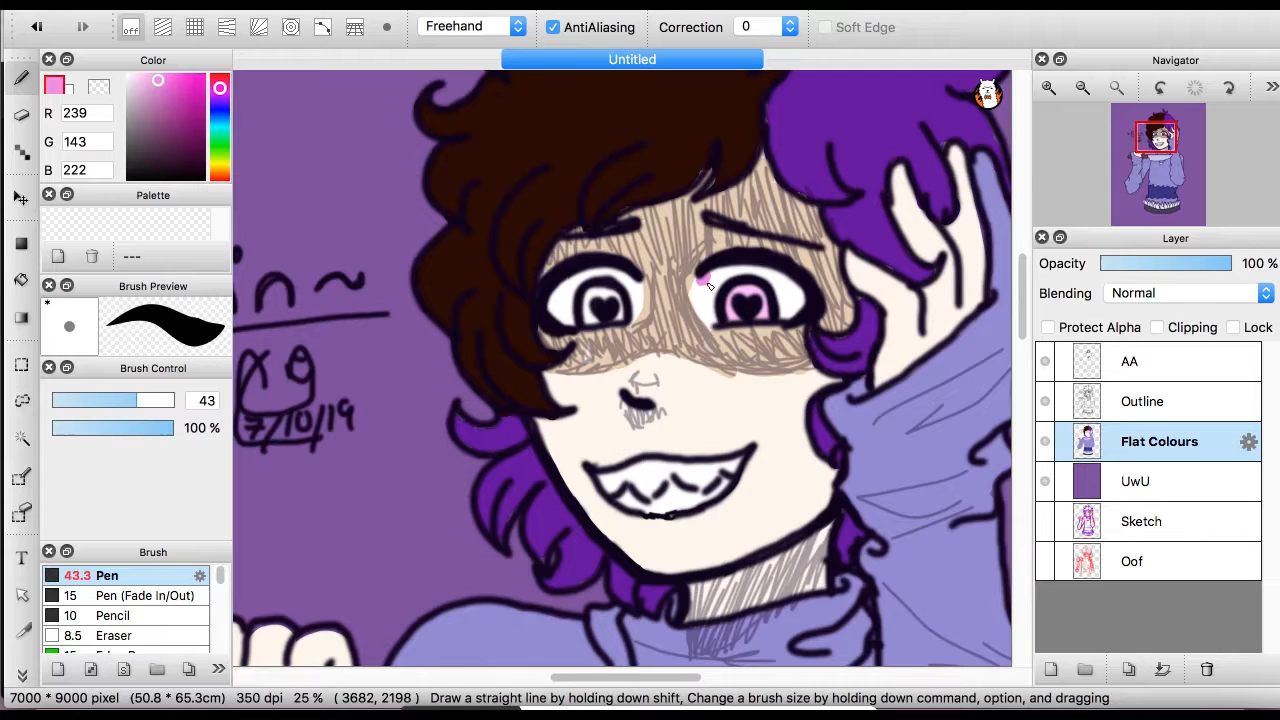 off
Freehand
AntiAliasing
Correction
0
Soft Edge
Color
Untitled
Navigator
R 239
G 143
B 222
Palette
---
Brush Preview
*
Brush Control
43
100 %
Brush
43.3 Pen
15 Pen (Fade In/Out)
10 Pencil
8.5 Eraser
7/10/19
Layer
Opacity 100 %
Blending Normal
Protect Alpha Clipping Lock
AA
Outline
Flat Colours
UwU
Sketch
Oof
T
7000 * 9000 pixel (50.8 * 65.3cm) 350 dpi 25 % ( 3682, 2198 ) Draw a straight line by holding down shift, Change a brush size by holding down command, option, and dragging